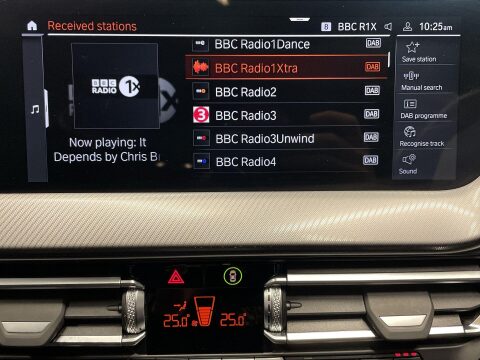 Received stations
B BBC R1X
10:25am
BBC RADIO 1X
Now playing: It
Depends by Chris B
BBC Radio1Dance DAB
BBC Radio1Xtra DAB
BBC Radio2 DAB
3 BBC Radio3 DAB
BBC Radio3Unwind DAB
BBC Radio4 DAB
Save station
Manual search
DAB programme
Recognise track
Sound
25.0° 25.0°